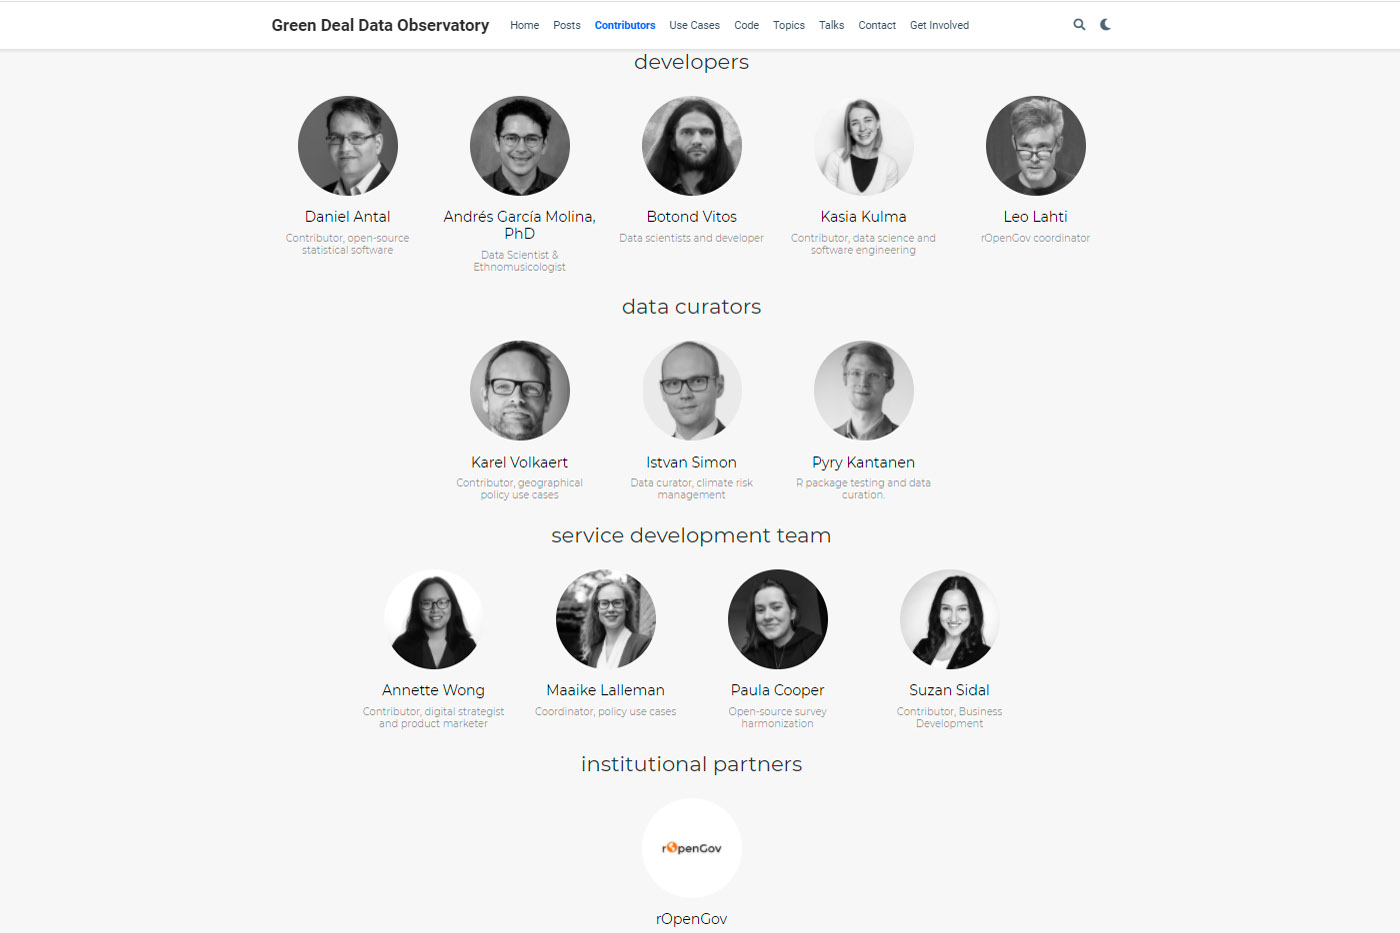 Green Deal Data Observatory Home Posts Contributors Use Cases Code Topics Talks Contact Get Involved
developers
Daniel Antal
Contributor, open-source
statistical software
Andrés García Molina,
PhD
Data Scientist &
Ethnomusicologist
Botond Vitos
Data scientists and developer
Kasia Kulma
Contributor, data science and
software engineering
Leo Lahti
rOpenGov coordinator
data curators
Karel Volkaert
Contributor, geographical
policy use cases
Istvan Simon
Data curator, climate risk
management
Pyry Kantanen
R package testing and data
curation.
service development team
Annette Wong
Contributor, digital strategist
and product marketer
Maaike Lalleman
Coordinator, policy use cases
Paula Cooper
Open-source survey
harmonization
Suzan Sidal
Contributor, Business
Development
institutional partners
rOpenGov
rOpenGov